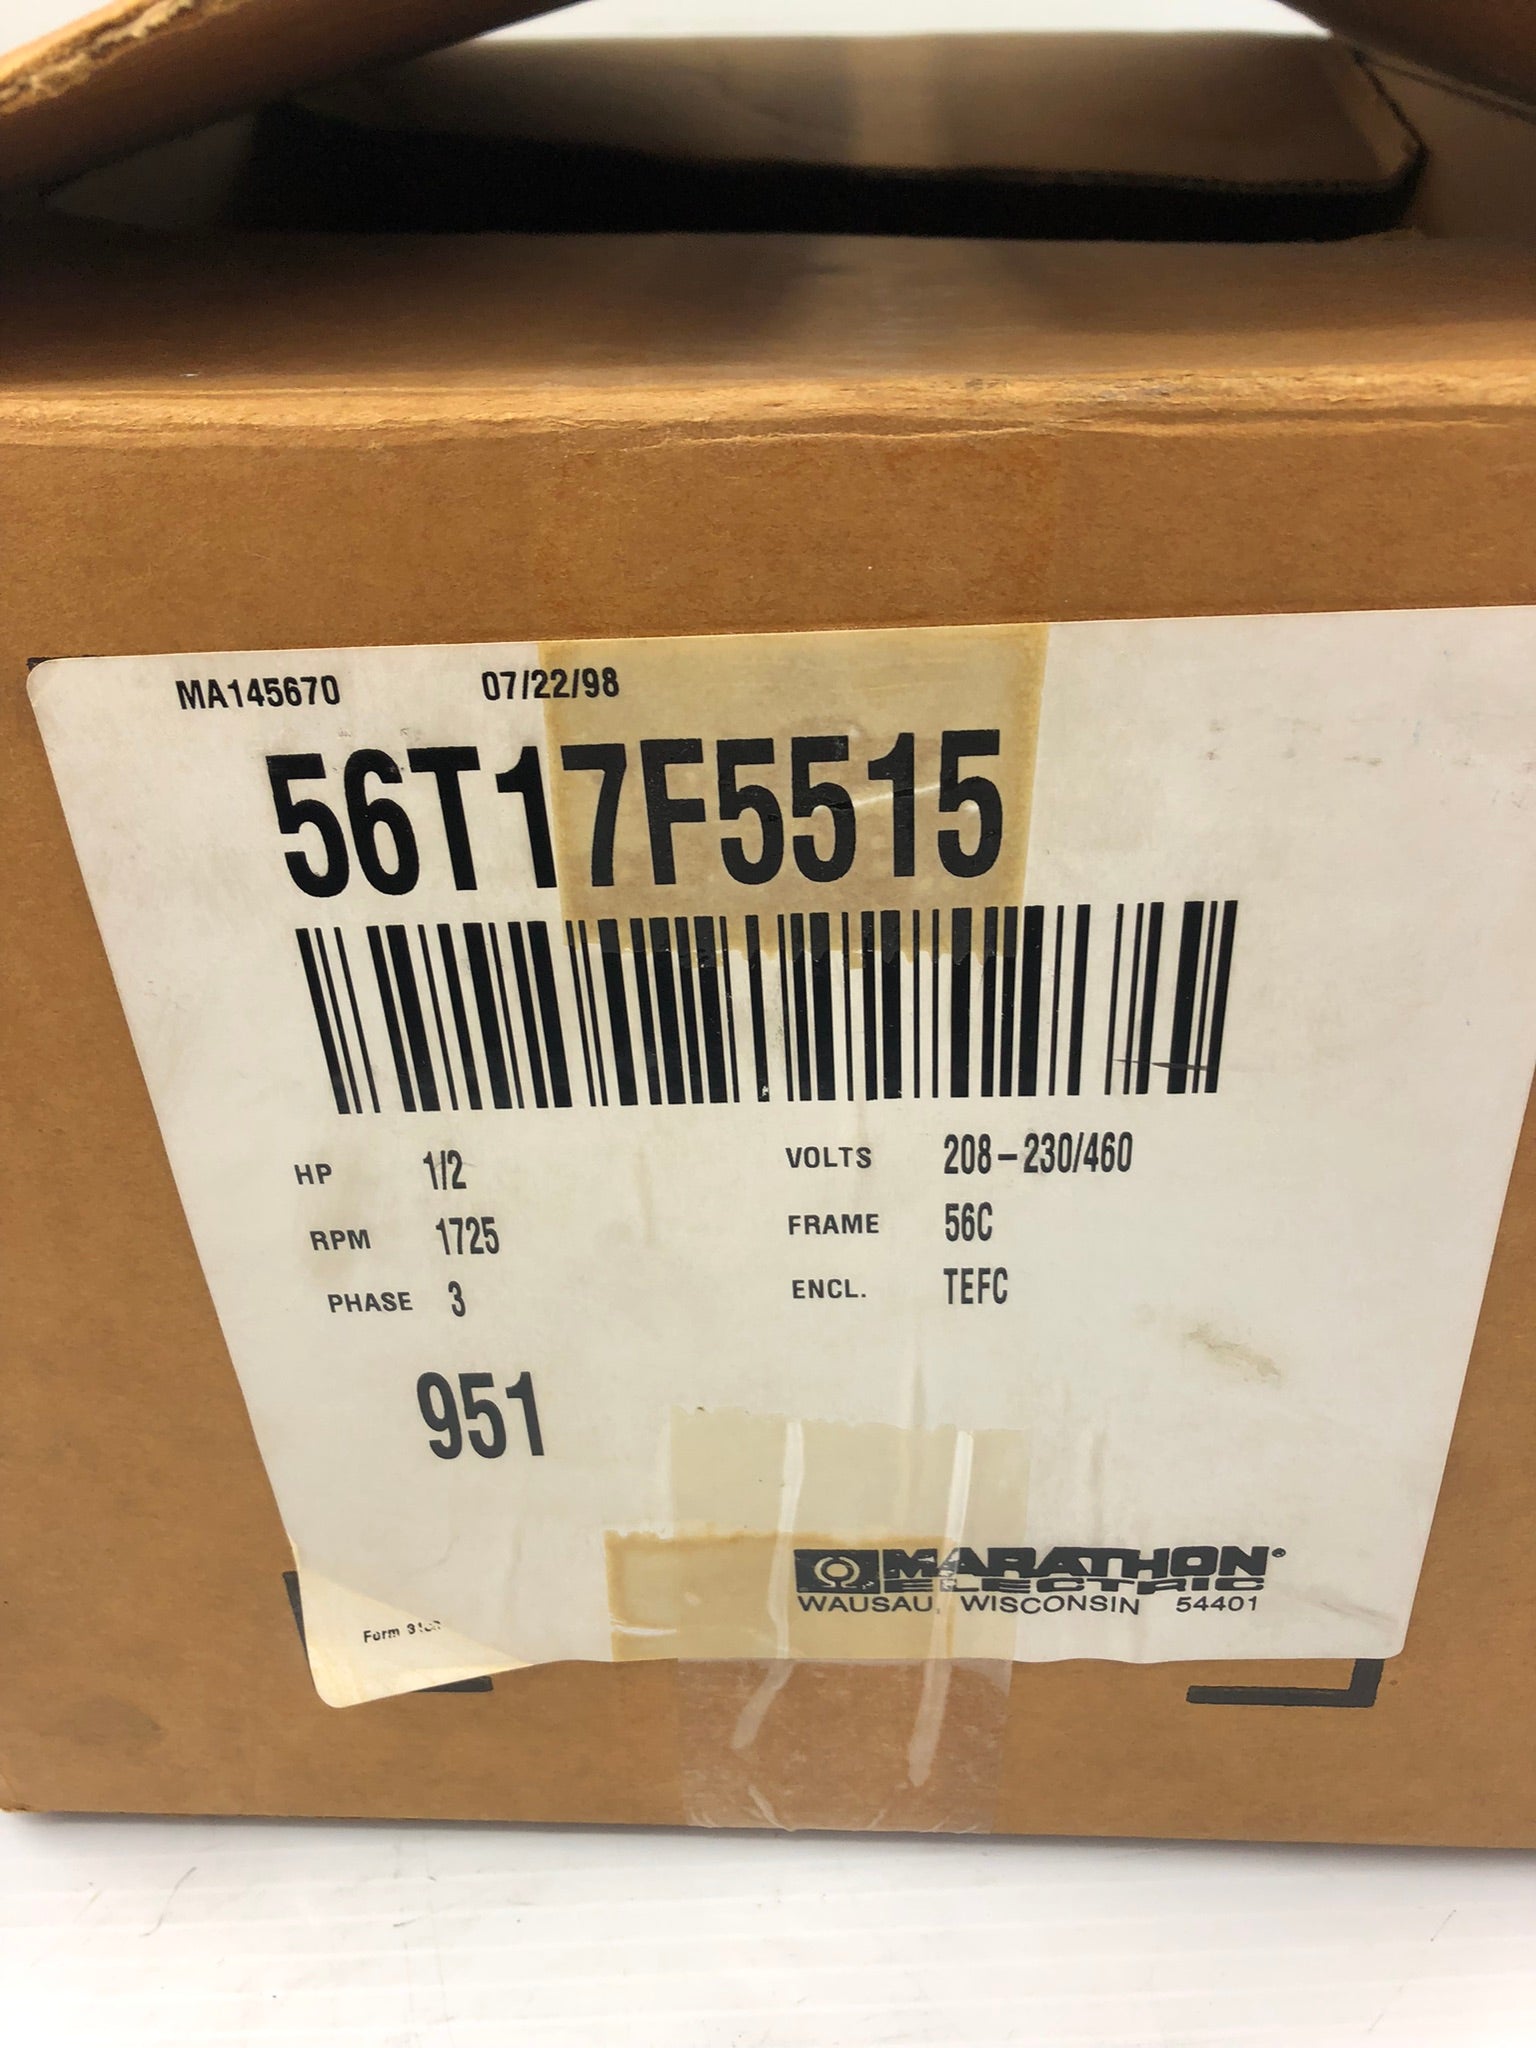 MA145670 07/22/98
56T17F5515
HP 1/2 VOLTS 208-230/460
RPM 1725 FRAME 56C
PHASE 3 ENCL. TEFC
951
MARATHON®
ELECTRIC
WAUSAU, WISCONSIN 54401
Form